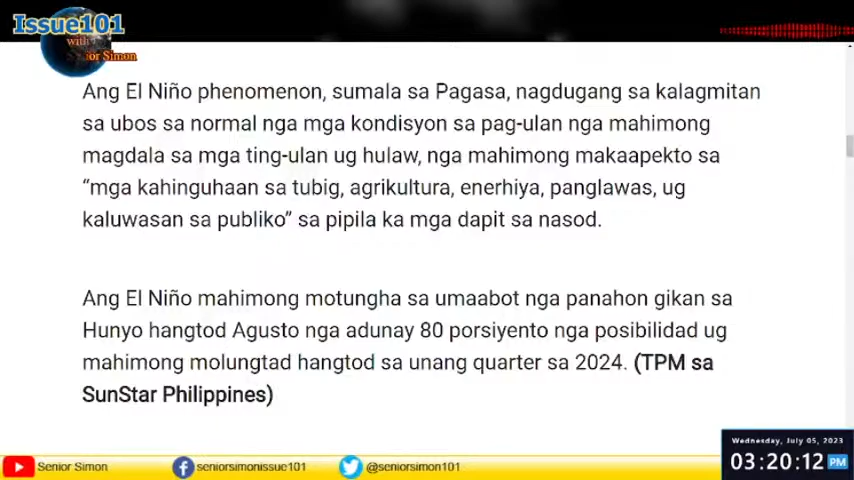 Issue101
with
Senior Simon
Ang El Niño phenomenon, sumala sa Pagasa, nagdugang sa kalagmitan
sa ubos sa normal nga mga kondisyon sa pag-ulan nga mahimong
magdala sa mga ting-ulan ug hulaw, nga mahimong makaapekto sa
“mga kahinguhaan sa tubig, agrikultura, enerhiya, panglawas, ug
kaluwasan sa publiko” sa pipila ka mga dapit sa nasod.
Ang El Niño mahimong motungha sa umaabot nga panahon gikan sa
Hunyo hangtod Agusto nga adunay 80 porsiyento nga posibilidad ug
mahimong molungtad hangtod sa unang quarter sa 2024. (TPM sa
SunStar Philippines)
Wednesday, July 05, 2023
03:20:12 PM
Senior Simon
seniorsimonissue101
@seniorsimon101